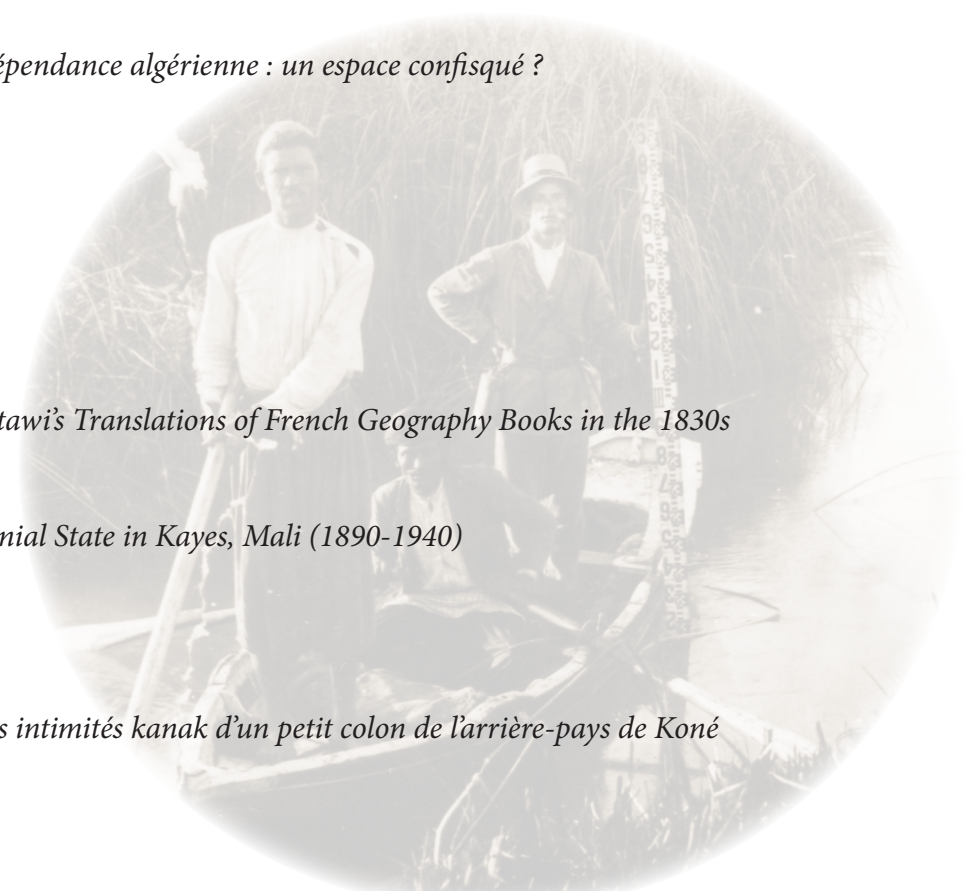 épendance algérienne : un espace confisqué ?
tawi’s Translations of French Geography Books in the 1830s
nial State in Kayes, Mali (1890-1940)
s intimités kanak d’un petit colon de l’arrière-pays de Koné